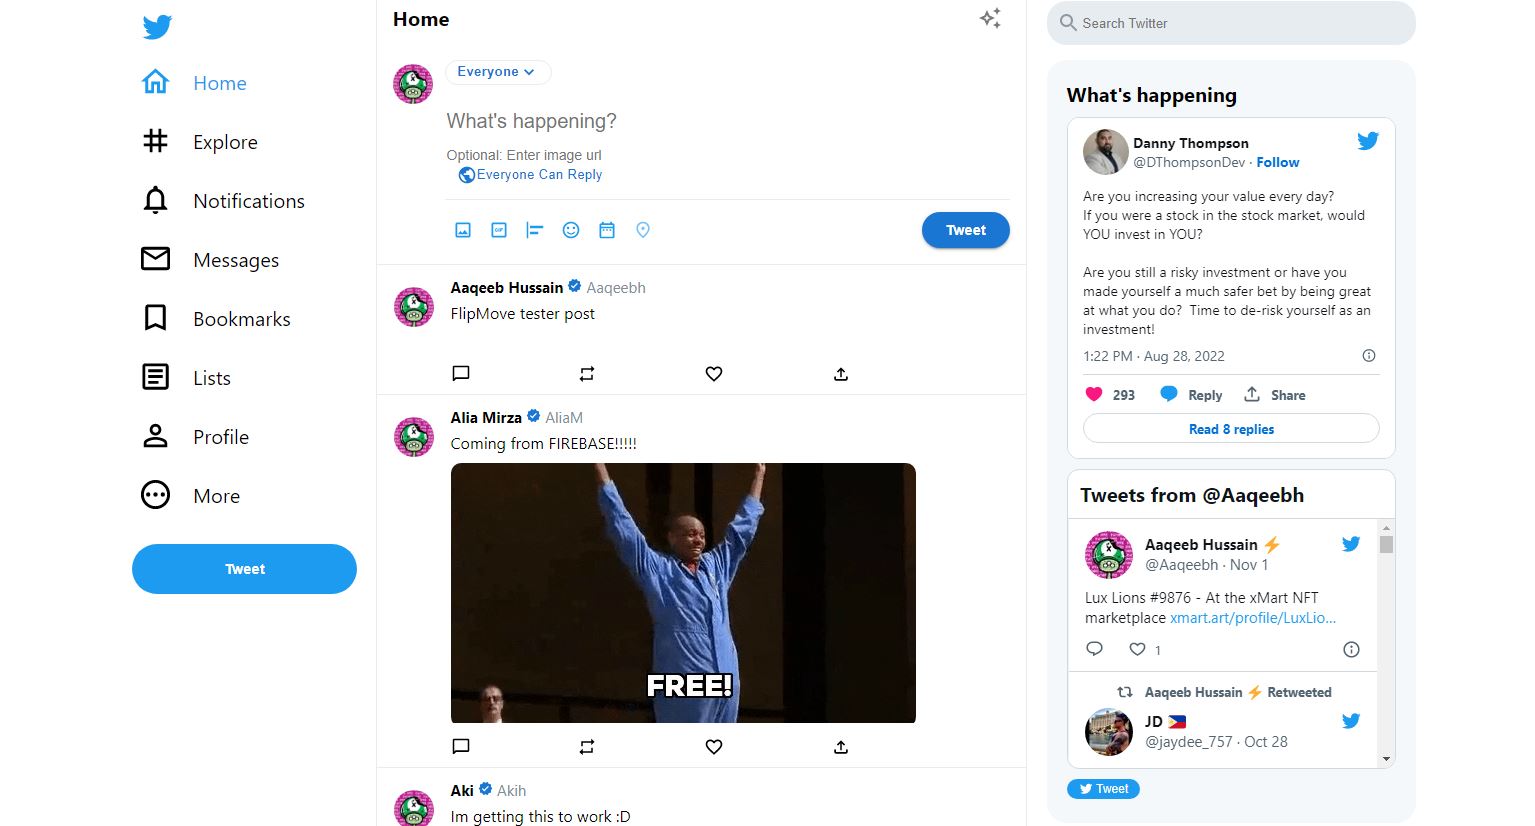 Home
Explore
Notifications
Messages
Bookmarks
Lists
Profile
More
Tweet
Home
Everyone
What's happening?
Optional: Enter image url
Everyone Can Reply
GIF
Tweet
Aaqeeb Hussain Aaqeebh
FlipMove tester post
Alia Mirza AliaM
Coming from FIREBASE!!!!!
FREE!
Aki Akih
Im getting this to work :D
Search Twitter
What's happening
Danny Thompson
@DThompsonDev · Follow
Are you increasing your value every day?
If you were a stock in the stock market, would
YOU invest in YOU?
Are you still a risky investment or have you
made yourself a much safer bet by being great
at what you do?  Time to de-risk yourself as an
investment!
1:22 PM · Aug 28, 2022
293 Reply Share
Read 8 replies
Tweets from @Aaqeebh
Aaqeeb Hussain ⚡
@Aaqeebh · Nov 1
Lux Lions #9876 - At the xMart NFT
marketplace xmart.art/profile/LuxLio…
1
Aaqeeb Hussain ⚡ Retweeted
JD 🇵🇭
@jaydee_757 · Oct 28
Tweet